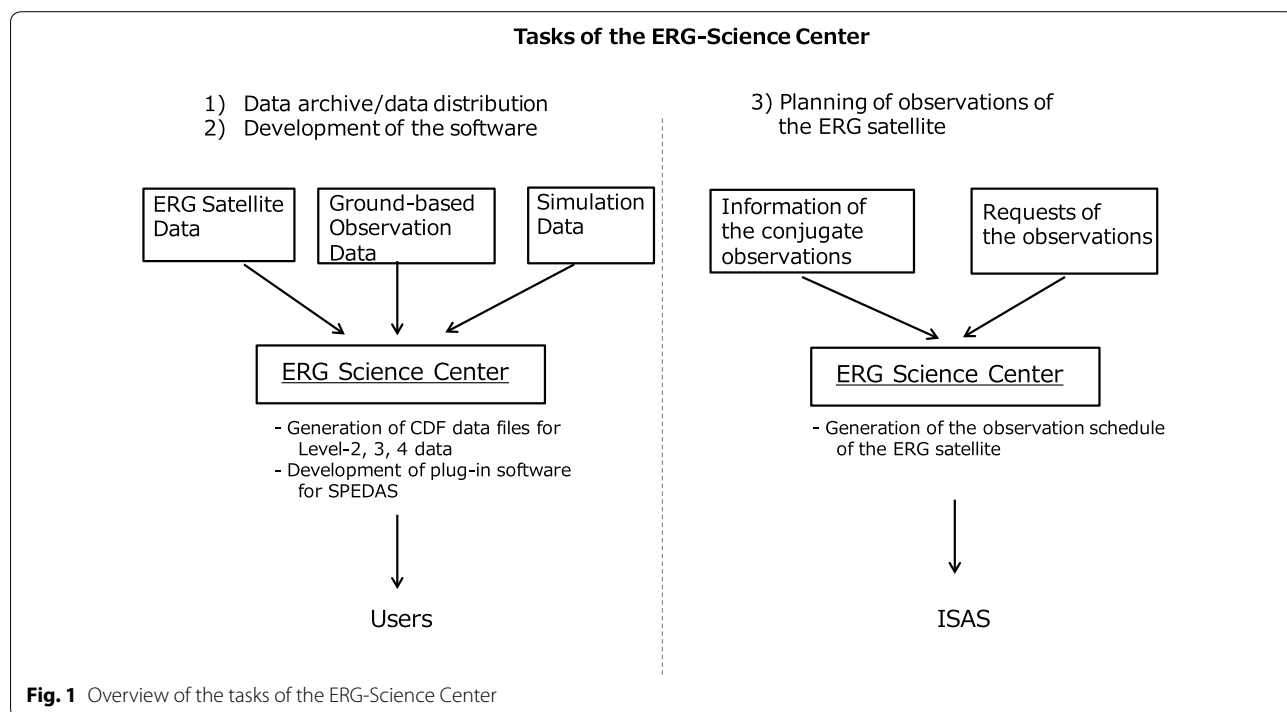 Tasks of the ERG-Science Center
1) Data archive/data distribution
2) Development of the software
ERG Satellite
Data
Ground-based
Observation
Data
Simulation
Data
ERG Science Center
- Generation of CDF data files for
Level-2, 3, 4 data
- Development of plug-in software
for SPEDAS
Users
3) Planning of observations of
the ERG satellite
Information of
the conjugate
observations
Requests of
the observations
ERG Science Center
- Generation of the observation schedule
of the ERG satellite
ISAS
Fig. 1 Overview of the tasks of the ERG-Science Center